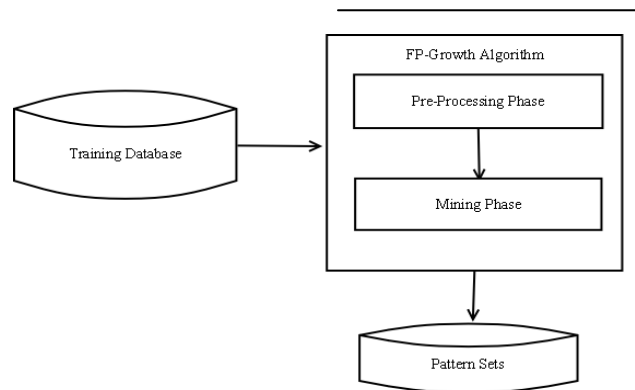 FP-Growth Algorithm
Pre-Processing Phase
Training Database
Mining Phase
Pattern Sets